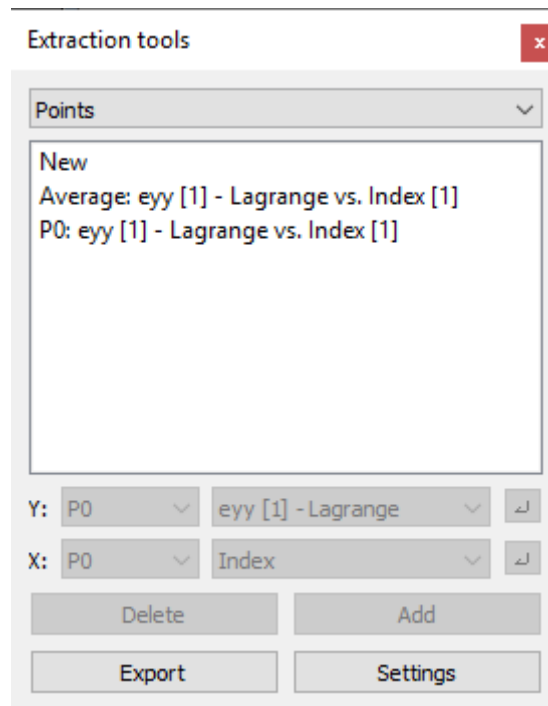 Extraction tools
x
Points
New
Average: eyy [1] - Lagrange vs. Index [1]
P0: eyy [1] - Lagrange vs. Index [1]
Y: P0 eyy [1] - Lagrange
X: P0 Index
Delete Add
Export Settings